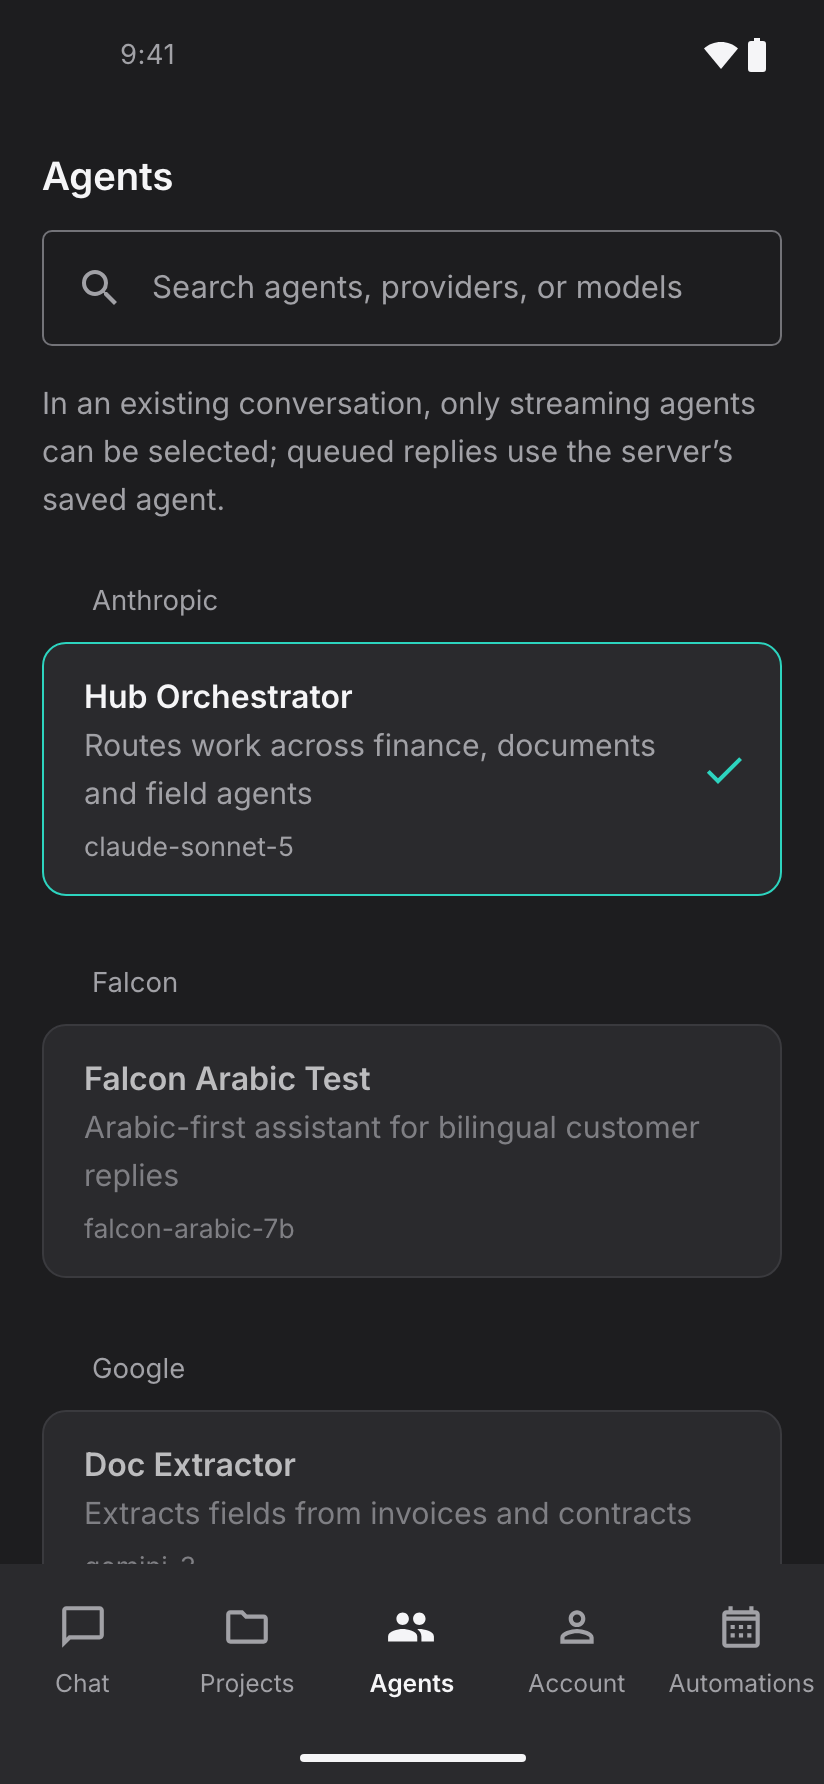 9:41
Agents
Search agents, providers, or models
In an existing conversation, only streaming agents
can be selected; queued replies use the server’s
saved agent.
Anthropic
Hub Orchestrator
Routes work across finance, documents
and field agents
claude-sonnet-5
Falcon
Falcon Arabic Test
Arabic-first assistant for bilingual customer
replies
falcon-arabic-7b
Google
Doc Extractor
Extracts fields from invoices and contracts
Chat
Projects
Agents
Account
Automations